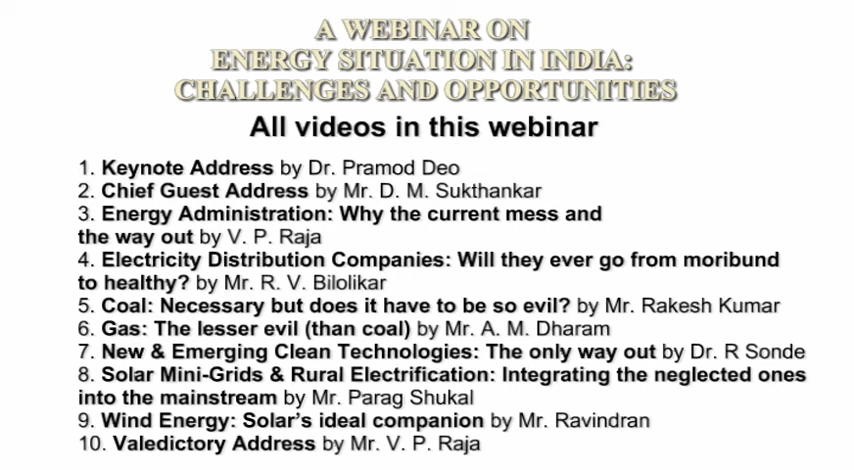 A WEBINAR ON
ENERGY SITUATION IN INDIA:
CHALLENGES AND OPPORTUNITIES
All videos in this webinar
1. Keynote Address by Dr. Pramod Deo
2. Chief Guest Address by Mr. D. M. Sukthankar
3. Energy Administration: Why the current mess and
the way out by V. P. Raja
4. Electricity Distribution Companies: Will they ever go from moribund
to healthy? by Mr. R. V. Bilolikar
5. Coal: Necessary but does it have to be so evil? by Mr. Rakesh Kumar
6. Gas: The lesser evil (than coal) by Mr. A. M. Dharam
7. New & Emerging Clean Technologies: The only way out by Dr. R Sonde
8. Solar Mini-Grids & Rural Electrification: Integrating the neglected ones
into the mainstream by Mr. Parag Shukal
9. Wind Energy: Solar’s ideal companion by Mr. Ravindran
10. Valedictory Address by Mr. V. P. Raja